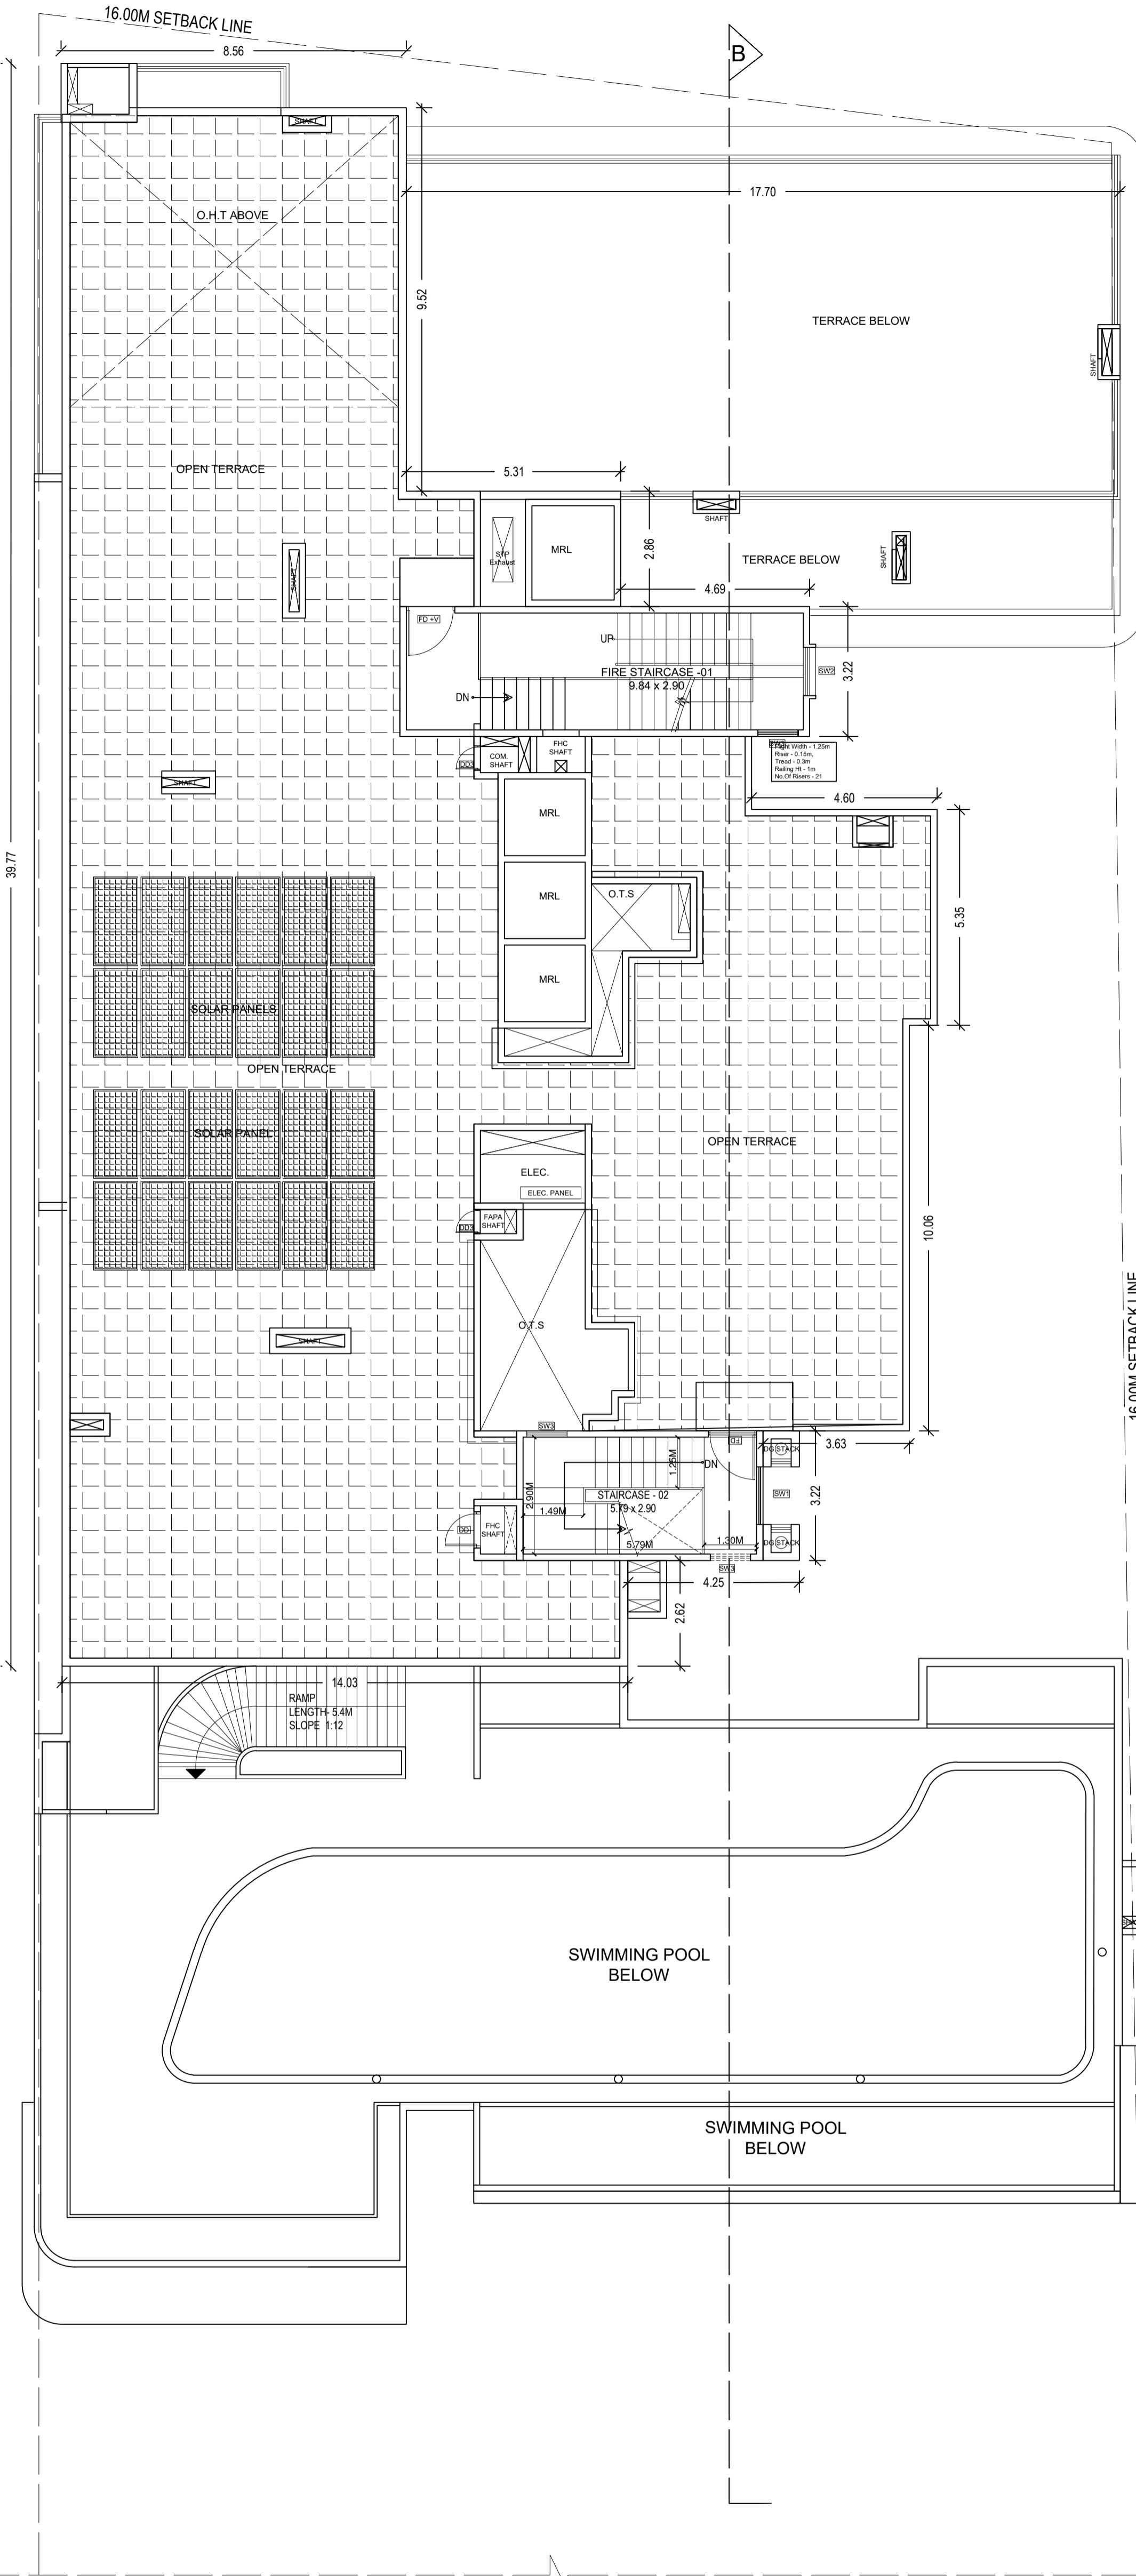 16.00M SETBACK LINE
8.56
B
SHAFT
17.70
O.H.T ABOVE
9.52
TERRACE BELOW
SHAFT
OPEN TERRACE
5.31
SHAFT
MRL
STP
Exhaust
2.86
TERRACE BELOW
SHAFT
SHAFT
4.69
FD +V
UP
FIRE STAIRCASE -01
9.84 x 2.90
SW2
3.22
DN
COM.
SHAFT
FHC
SHAFT
DD3
Flight Width - 1.25m
Riser - 0.15m,
Tread - 0.3m
Railing Ht - 1m
No.Of Risers - 21
SHAFT
4.60
MRL
39.77
MRL
O.T.S
5.35
MRL
SOLAR PANELS
OPEN TERRACE
SOLAR PANEL
OPEN TERRACE
ELEC.
ELEC. PANEL
FAPA
SHAFT
DD3
10.06
16.00M SETBACK LINE
O.T.S
SHAFT
SW3
FD
DG STACK
3.63
1.25M
DN
2.90M
STAIRCASE - 02
5.79 x 2.90
SW1
3.22
1.49M
DD
FHC
SHAFT
5.79M
1.30M
DG STACK
SW3
4.25
2.62
14.03
RAMP
LENGTH- 5.4M
SLOPE 1:12
SWIMMING POOL
BELOW
SWIMMING POOL
BELOW